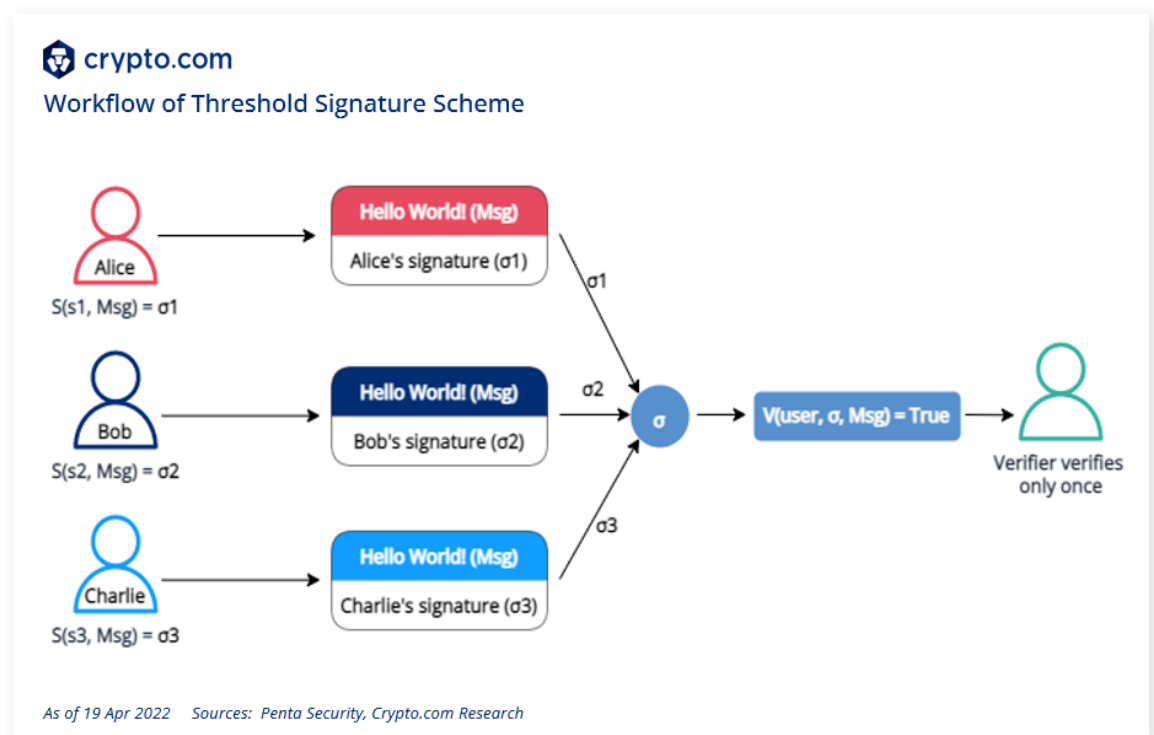 crypto.com
Workflow of Threshold Signature Scheme
Alice
S(s1, Msg) = σ1
Hello World! (Msg)
Alice's signature (σ1)
σ1
Bob
S(s2, Msg) = σ2
Hello World! (Msg)
Bob's signature (σ2)
σ2
Charlie
S(s3, Msg) = σ3
Hello World! (Msg)
Charlie's signature (σ3)
σ3
σ
V(user, σ, Msg) = True
Verifier verifies
only once
As of 19 Apr 2022 Sources: Penta Security, Crypto.com Research